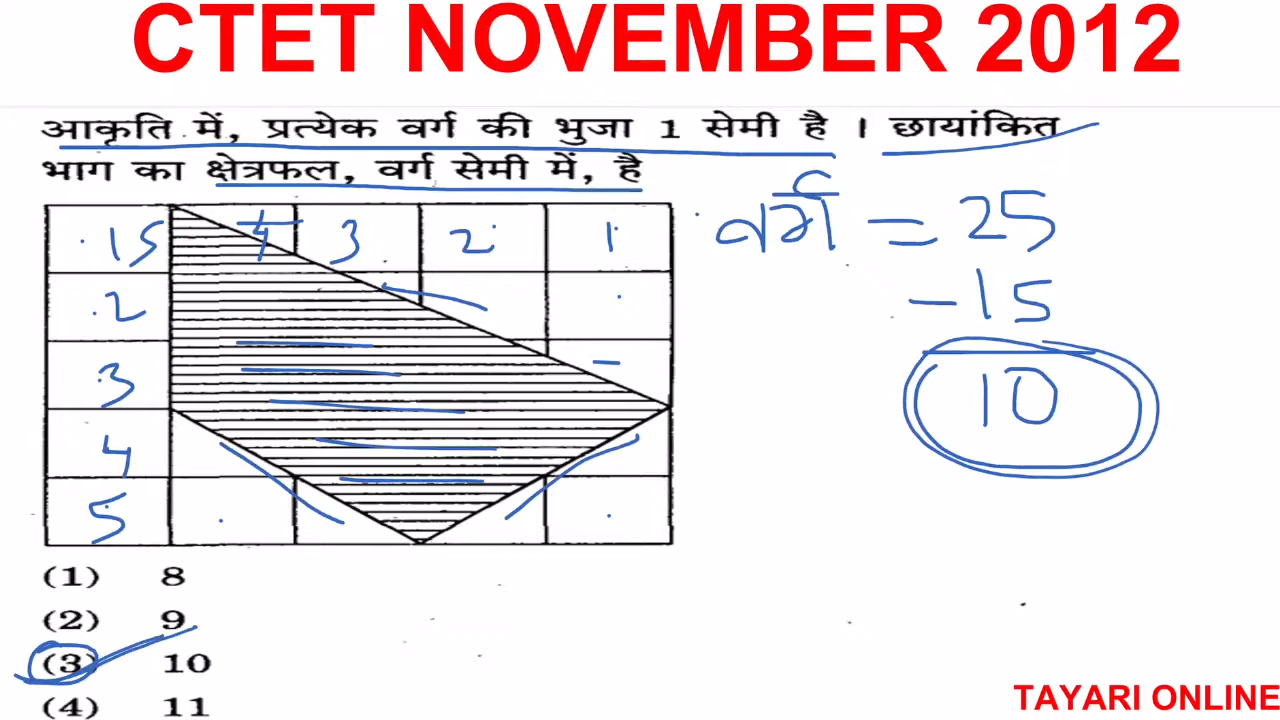 CTET NOVEMBER 2012
आकृति में, प्रत्येक वर्ग की भुजा 1 सेमी है । छायांकित
भाग का क्षेत्रफल, वर्ग सेमी में, है
15 4 3 2 1
2
3
4
5
वर्ग = 25
-15
10
(1) 8
(2) 9
(3) 10
(4) 11
TAYARI ONLINE